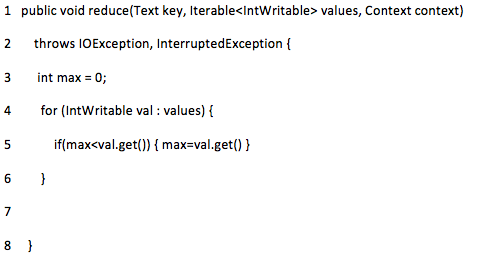 1 public void reduce(Text key, Iterable<IntWritable> values, Context context)
2 throws IOException, InterruptedException {
3 int max = 0;
4 for (IntWritable val : values) {
5 if(max<val.get()) { max=val.get() }
6 }
7
8 }